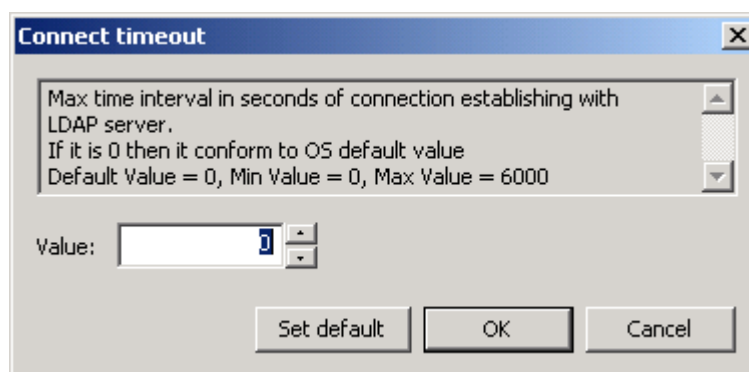 Connect timeout
Max time interval in seconds of connection establishing with
LDAP server.
If it is 0 then it conform to OS default value
Default Value = 0, Min Value = 0, Max Value = 6000
Value: 0
Set default OK Cancel